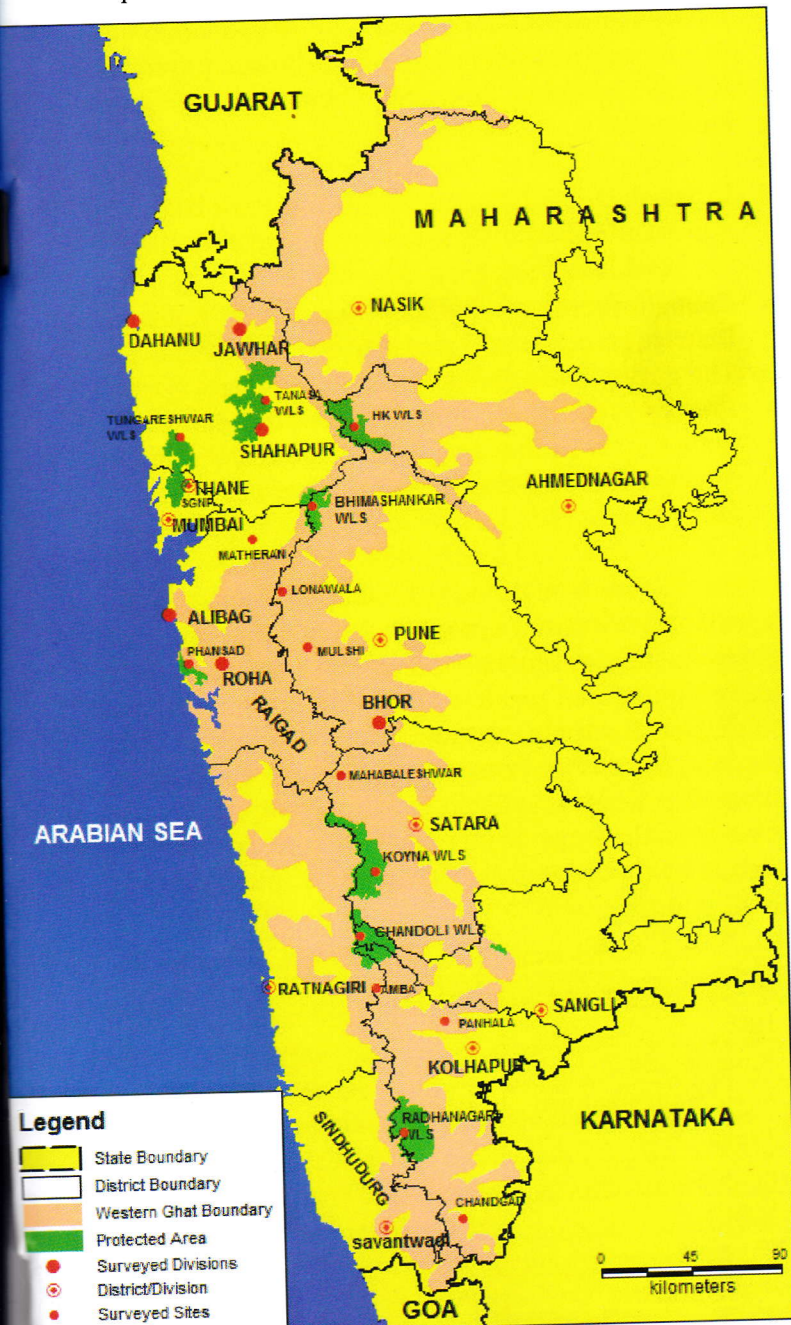 GUJARAT
MAHARASHTRA
NASIK
DAHANU
JAWHAR
TANASA
WLS
TUNGARESHWAR
WLS
HK WLS
SHAHAPUR
AHMEDNAGAR
THANE
SGNP
BHIMASHANKAR
WLS
MUMBAI
MATHERAN
LONAWALA
ALIBAG
PUNE
MULSHI
PHANSAD
ROHA
RAIGAD
BHOR
MAHABALESHWAR
ARABIAN SEA
SATARA
KOYNA WLS
CHANDOLI WLS
RATNAGIRI
AMBA
SANGLI
PANHALA
KOLHAPUR
RADHANAGARI
WLS
KARNATAKA
SINDHUDURG
CHANDGAD
savantwadi
GOA
Legend
State Boundary
District Boundary
Western Ghat Boundary
Protected Area
Surveyed Divisions
District/Division
Surveyed Sites
0 45 90
kilometers